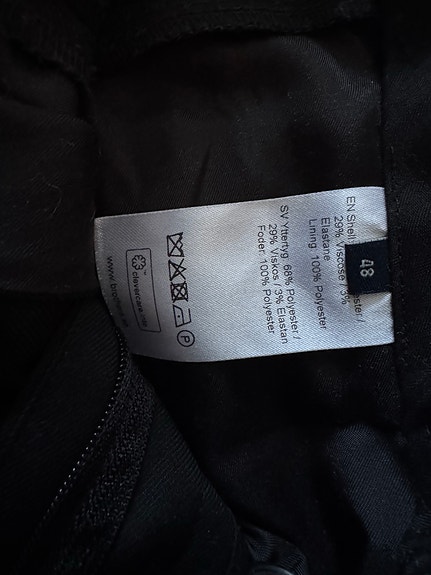 EN Shell:
29% Viscose / 3%
Elastane
Lining: 100% Polyester
SV Yttertyg: 68% Polyester /
29% Viskos / 3% Elastan
Foder: 100% Polyester
P
clevercare
48